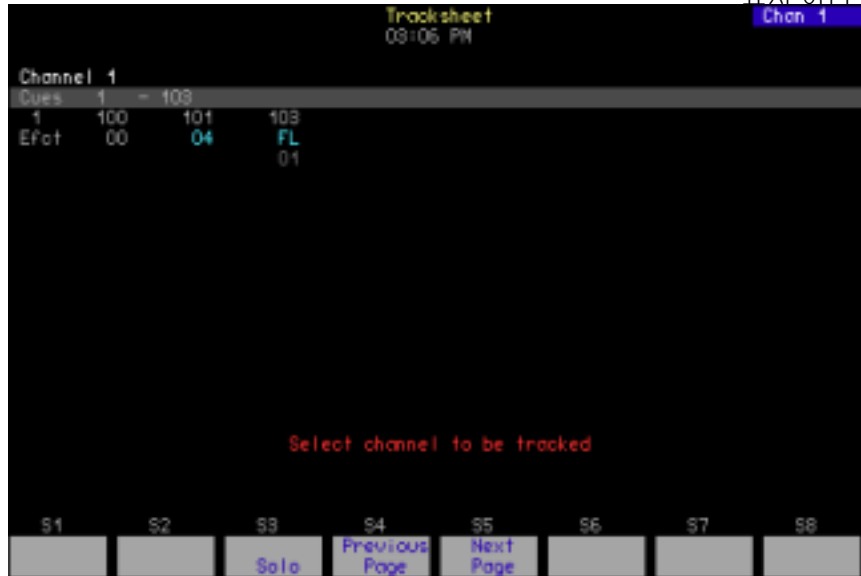 Tracksheet
03:06 PM
Chan 1
Channel 1
Cues 1 - 103
1 100 101 103
Efct 00 04 FL
01
Select channel to be tracked
S1 S2 S3 S4 S5 S6 S7 S8
Solo
Previous Page
Next Page